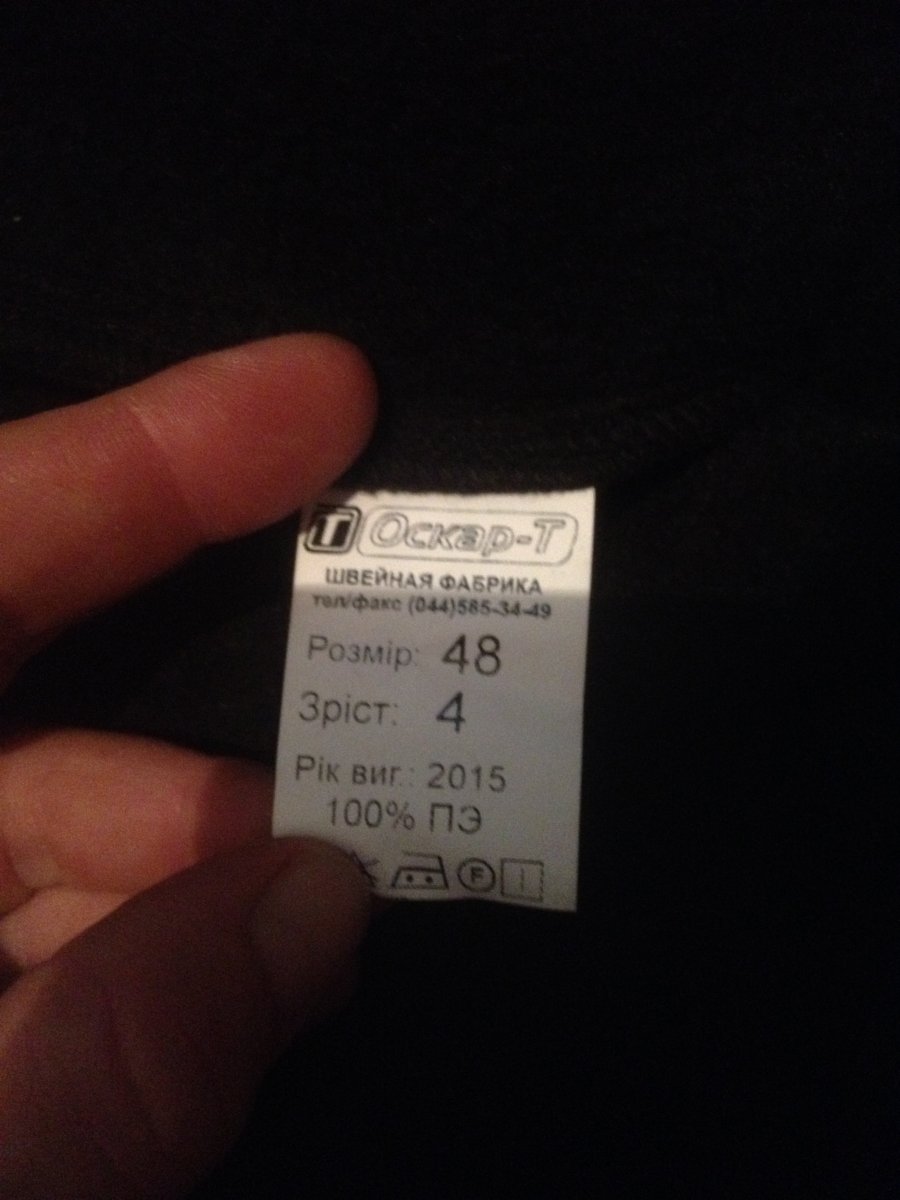 Т Оскар-Т
ШВЕЙНАЯ ФАБРИКА
тел/факс (044)585-34-49
Розмір: 48
Зріст: 4
Рік виг.: 2015
100% ПЭ
F